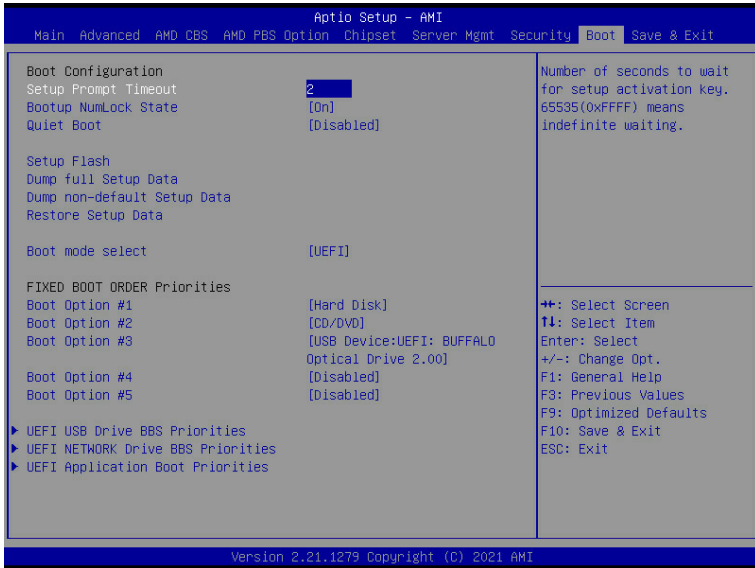 Aptio Setup – AMI
Main Advanced AMD CBS AMD PBS Option Chipset Server Mgmt Security Boot Save & Exit
Boot Configuration
Setup Prompt Timeout 2
Bootup NumLock State [On]
Quiet Boot [Disabled]
Setup Flash
Dump full Setup Data
Dump non-default Setup Data
Restore Setup Data
Boot mode select [UEFI]
FIXED BOOT ORDER Priorities
Boot Option #1 [Hard Disk]
Boot Option #2 [CD/DVD]
Boot Option #3 [USB Device:UEFI: BUFFALO
Optical Drive 2.00]
Boot Option #4 [Disabled]
Boot Option #5 [Disabled]
▶ UEFI USB Drive BBS Priorities
▶ UEFI NETWORK Drive BBS Priorities
▶ UEFI Application Boot Priorities
Number of seconds to wait
for setup activation key.
65535(0xFFFF) means
indefinite waiting.
→←: Select Screen
↑↓: Select Item
Enter: Select
+/-: Change Opt.
F1: General Help
F3: Previous Values
F9: Optimized Defaults
F10: Save & Exit
ESC: Exit
Version 2.21.1279 Copyright (C) 2021 AMI